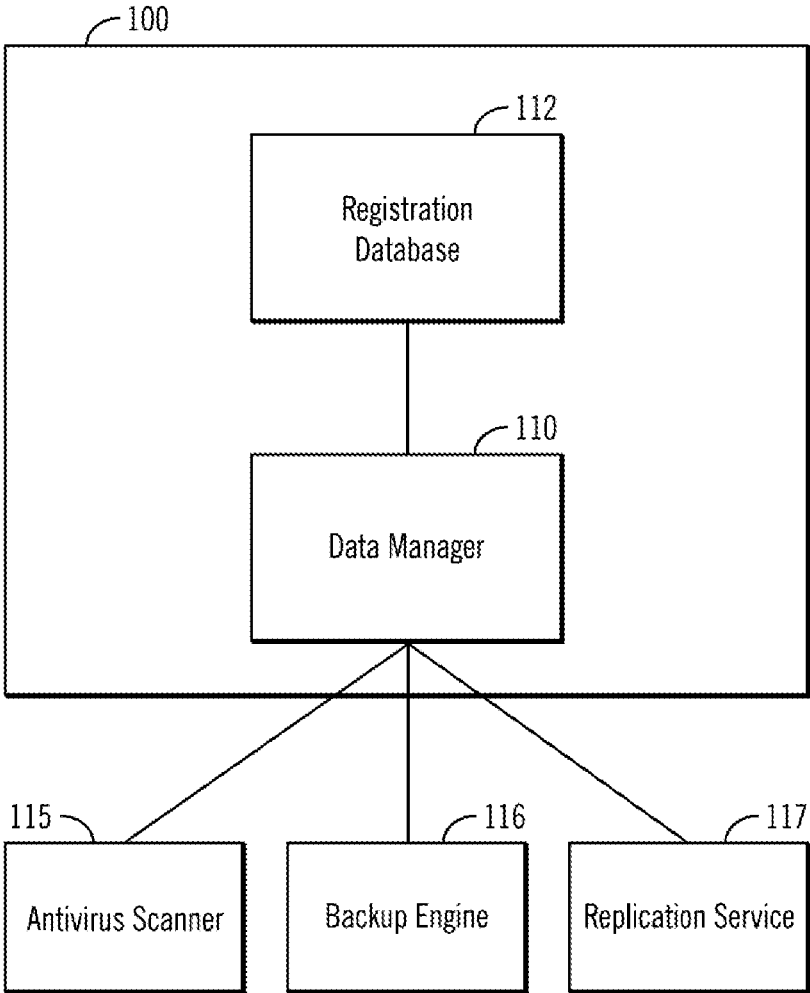 100
112
Registration
Database
110
Data Manager
115
116
117
Antivirus Scanner
Backup Engine
Replication Service